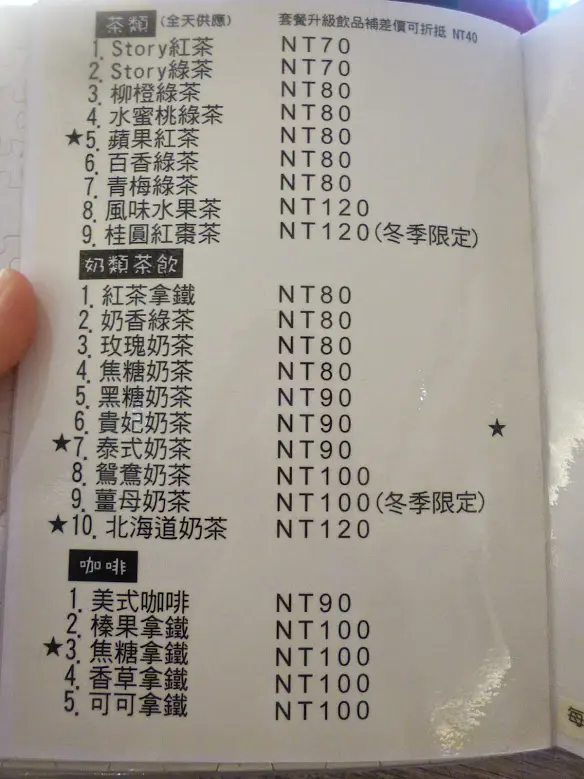 茶類 (全天供應) 套餐升級飲品補差價可折抵 NT40
1. Story紅茶 NT70
2. Story綠茶 NT70
3. 柳橙綠茶 NT80
4. 水蜜桃綠茶 NT80
★5. 蘋果紅茶 NT80
6. 百香綠茶 NT80
7. 青梅綠茶 NT80
8. 風味水果茶 NT120
9. 桂圓紅棗茶 NT120(冬季限定)
奶類茶飲
1. 紅茶拿鐵 NT80
2. 奶香綠茶 NT80
3. 玫瑰奶茶 NT80
4. 焦糖奶茶 NT80
5. 黑糖奶茶 NT90
6. 貴妃奶茶 NT90 ★
★7. 泰式奶茶 NT90
8. 鴛鴦奶茶 NT100
9. 薑母奶茶 NT100(冬季限定)
★10. 北海道奶茶 NT120
咖啡
1. 美式咖啡 NT90
2. 榛果拿鐵 NT100
★3. 焦糖拿鐵 NT100
4. 香草拿鐵 NT100
5. 可可拿鐵 NT100
每